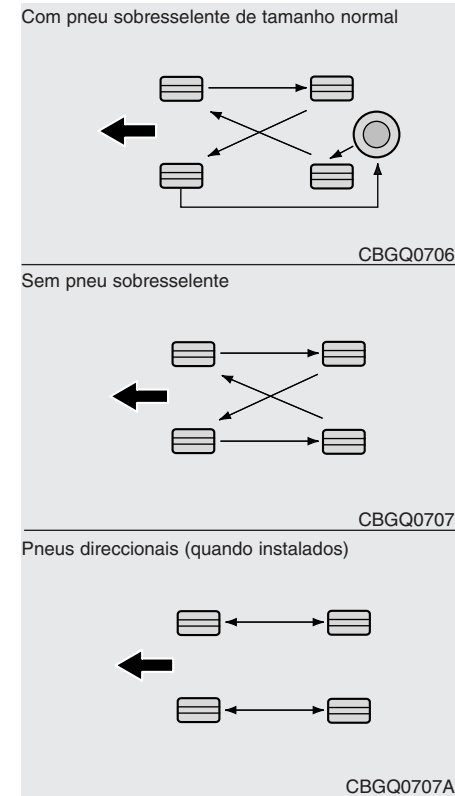 Com pneu sobresselente de tamanho normal
CBGQ0706
Sem pneu sobresselente
CBGQ0707
Pneus direccionais (quando instalados)
CBGQ0707A